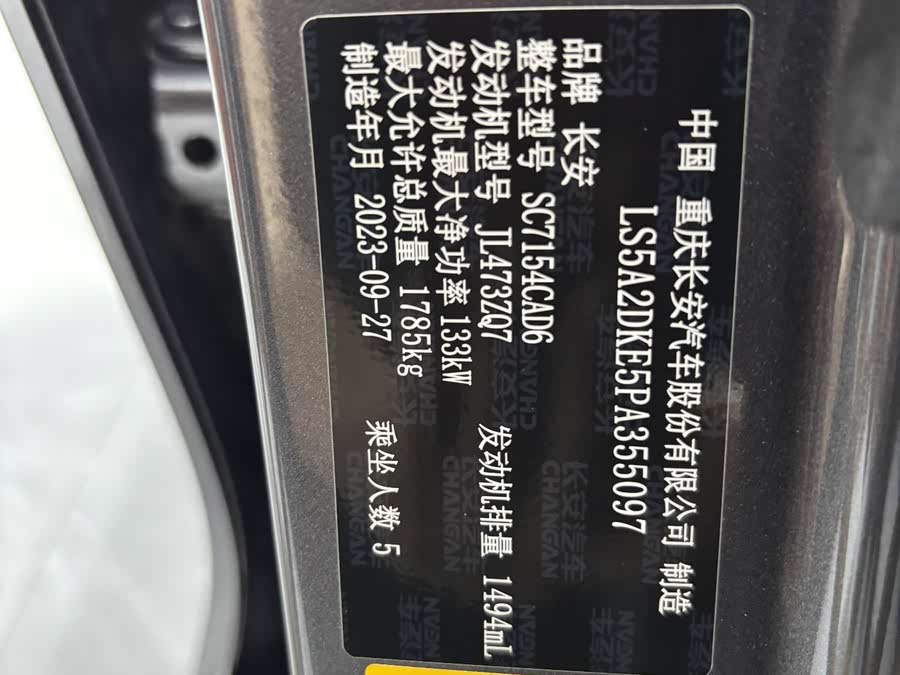 中国 重庆长安汽车股份有限公司 制造
LS5A2DKE5PA355097
品牌 长安
整车型号 SC7154CAD6
发动机型号 JL473ZQ7 发动机排量 1494mL
发动机最大净功率 133kW
最大允许总质量 1785kg
制造年月 2023-09-27 乘坐人数 5